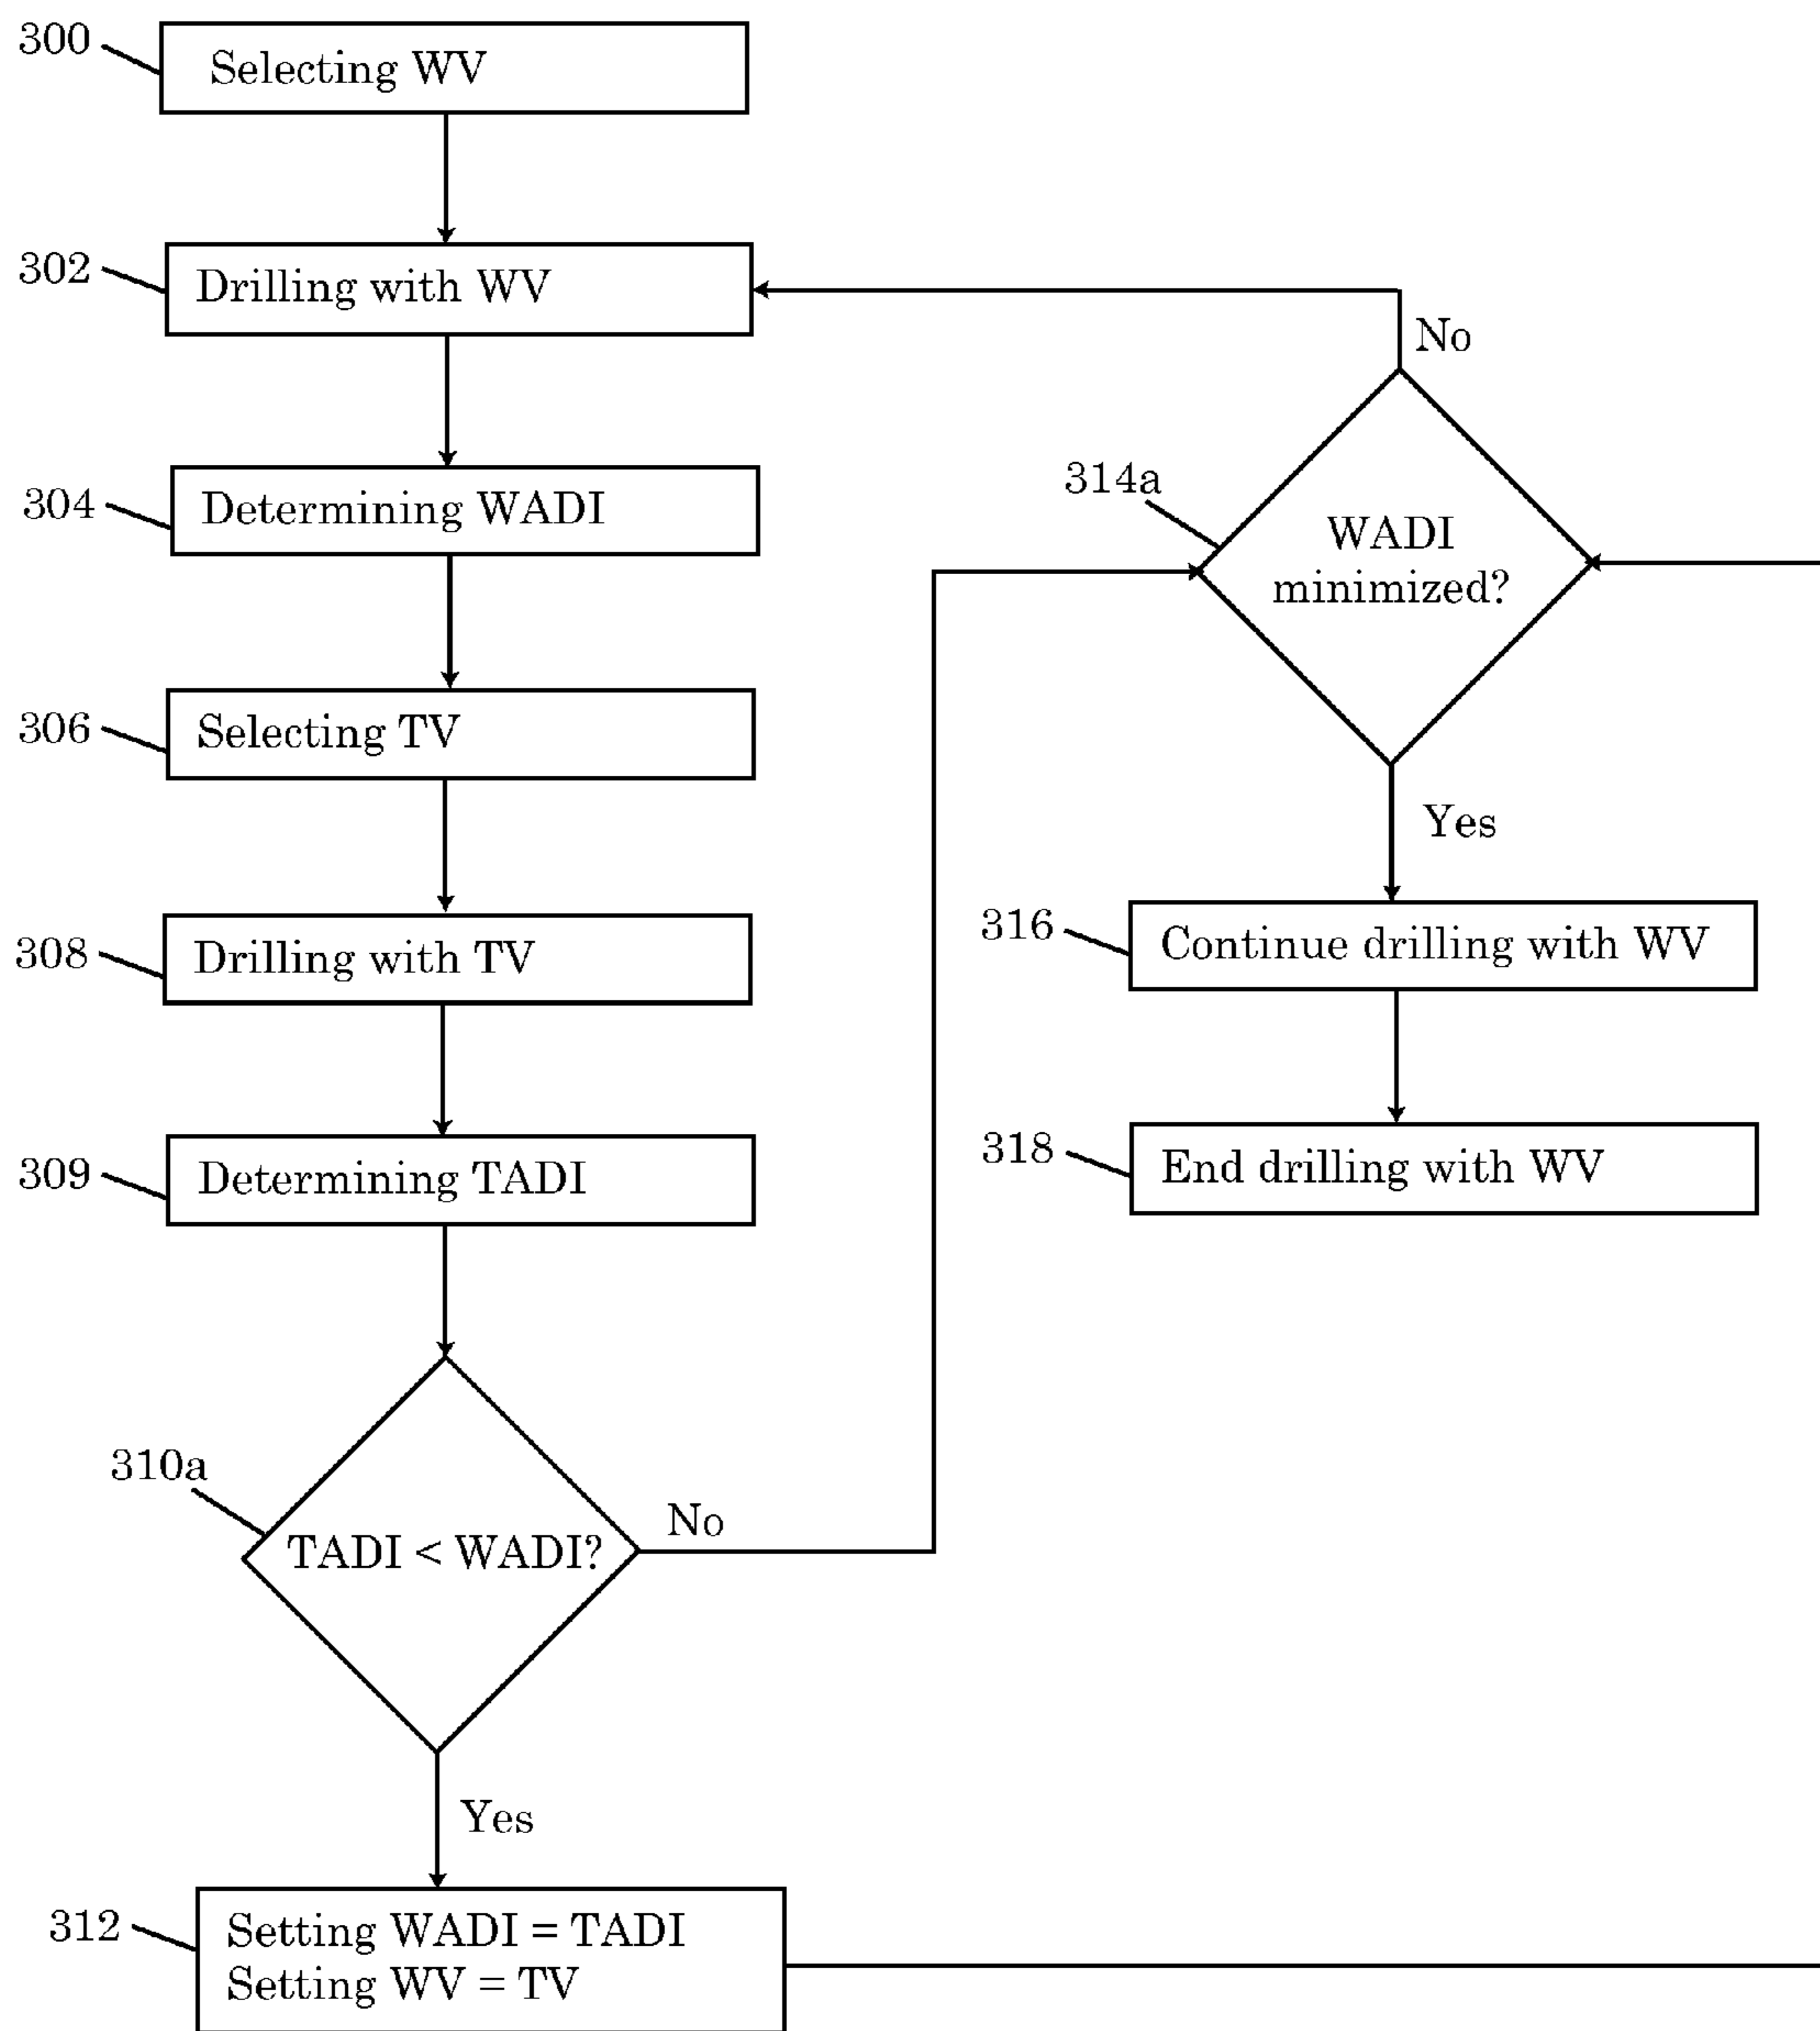 300
Selecting WV
302
Drilling with WV
304
Determining WADI
306
Selecting TV
308
Drilling with TV
309
Determining TADI
310a
TADI < WADI?
No
Yes
312
Setting WADI = TADI
Setting WV = TV
No
314a
WADI
minimized?
Yes
316
Continue drilling with WV
318
End drilling with WV